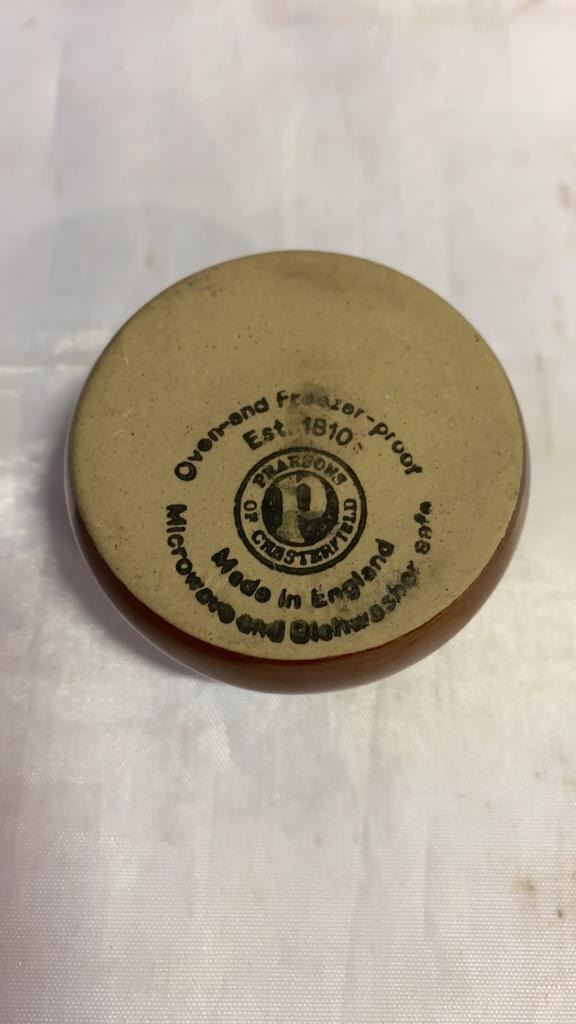 Oven-and Freezer-proof
Est. 1810
PEARSONS
P
OF CHESTERFIELD
Made in England
Microwave and Dishwasher safe